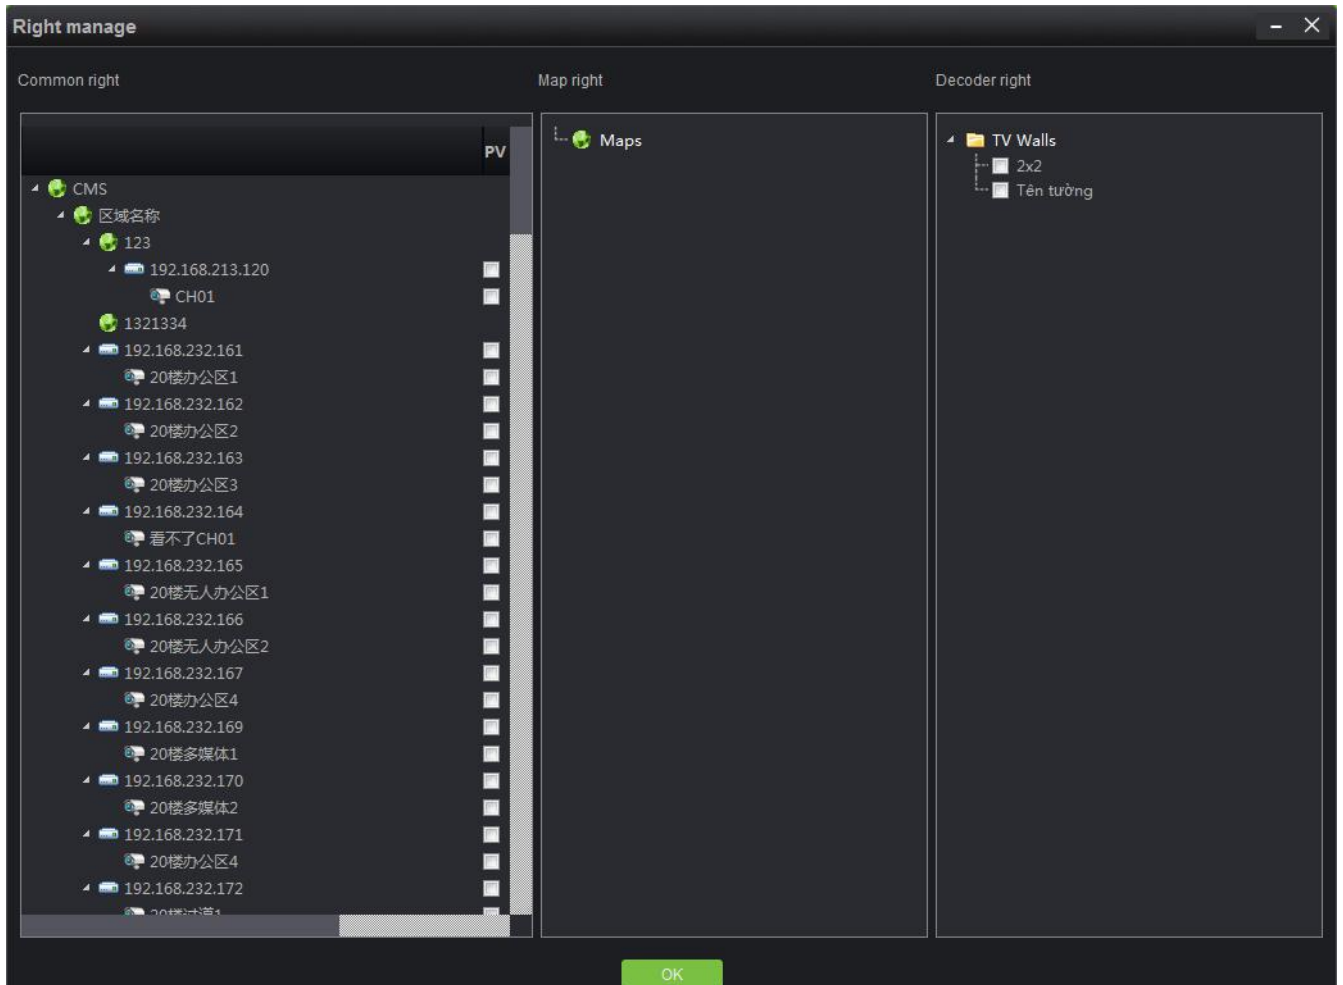 Right manage
Common right
Map right
Decoder right
PV
CMS
区域名称
123
192.168.213.120
CH01
1321334
192.168.232.161
20楼办公区1
192.168.232.162
20楼办公区2
192.168.232.163
20楼办公区3
192.168.232.164
看不了CH01
192.168.232.165
20楼无人办公区1
192.168.232.166
20楼无人办公区2
192.168.232.167
20楼办公区4
192.168.232.169
20楼多媒体1
192.168.232.170
20楼多媒体2
192.168.232.171
20楼办公区4
192.168.232.172
20楼过道1
Maps
TV Walls
2x2
Tên tường
OK